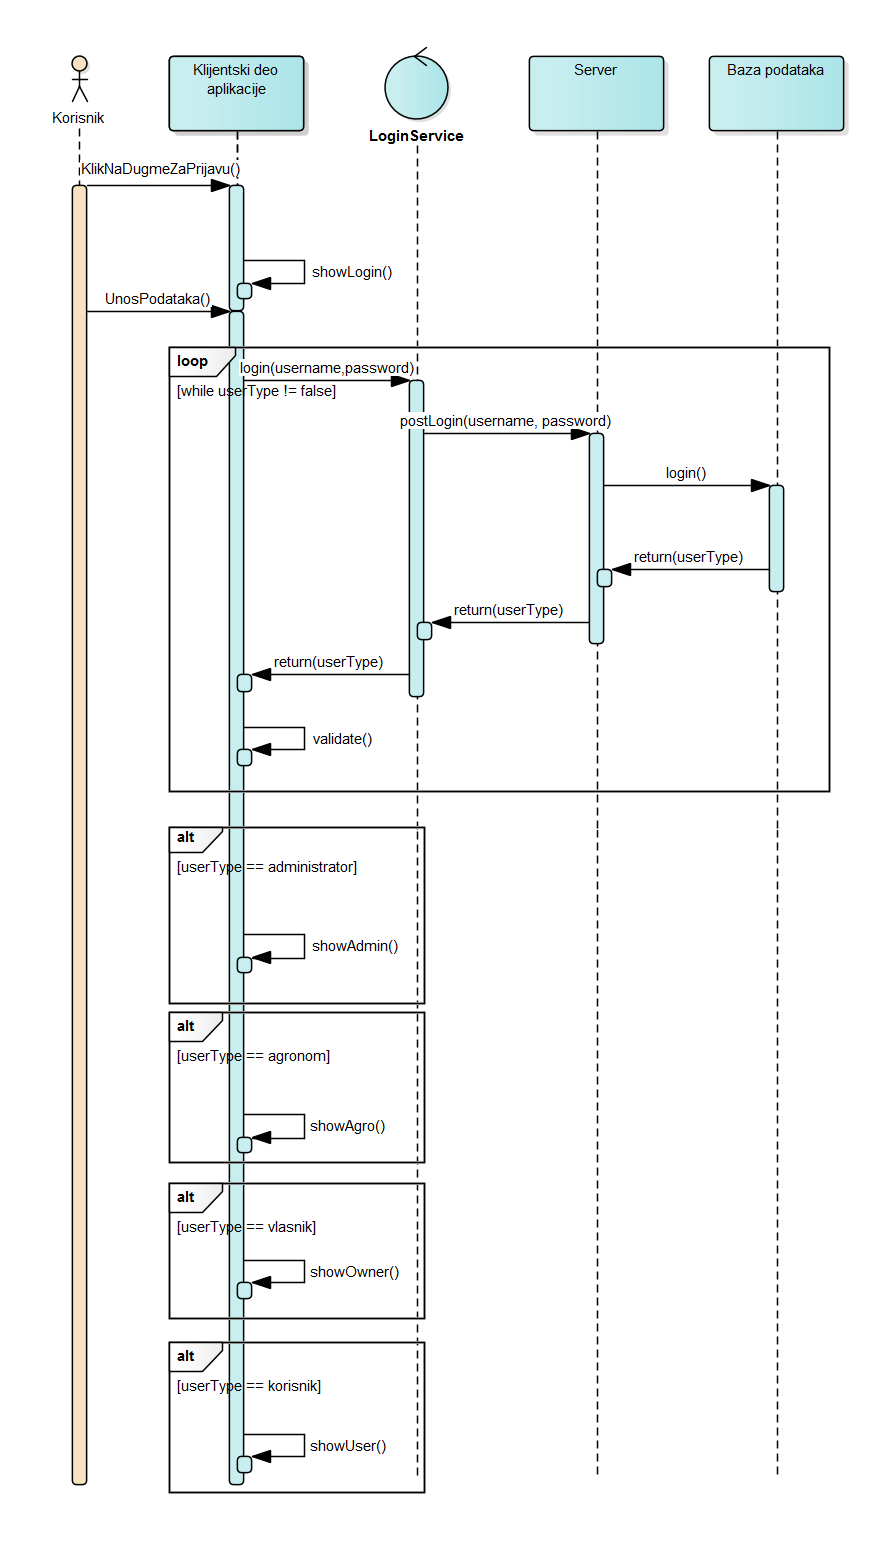 Korisnik
Klijentski deo
aplikacije
LoginService
Server
Baza podataka
KlikNaDugmeZaPrijavu()
showLogin()
UnosPodataka()
loop
login(username,password)
[while userType != false]
postLogin(username, password)
login()
return(userType)
return(userType)
return(userType)
validate()
alt
[userType == administrator]
showAdmin()
alt
[userType == agronom]
showAgro()
alt
[userType == vlasnik]
showOwner()
alt
[userType == korisnik]
showUser()